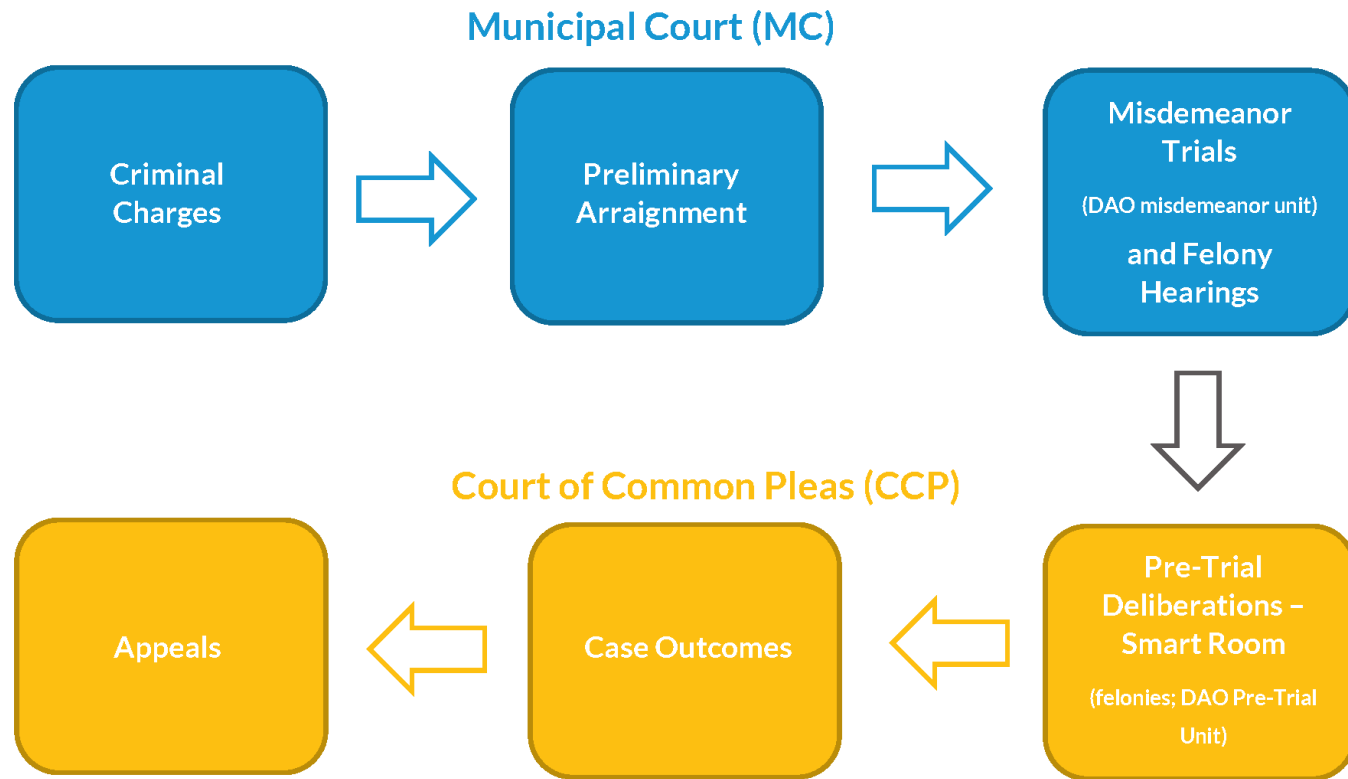 Municipal Court (MC)
Criminal
Charges
Preliminary
Arraignment
Misdemeanor
Trials
(DAO misdemeanor unit)
and Felony
Hearings
Court of Common Pleas (CCP)
Pre-Trial
Deliberations –
Smart Room
(felonies; DAO Pre-Trial
Unit)
Case Outcomes
Appeals